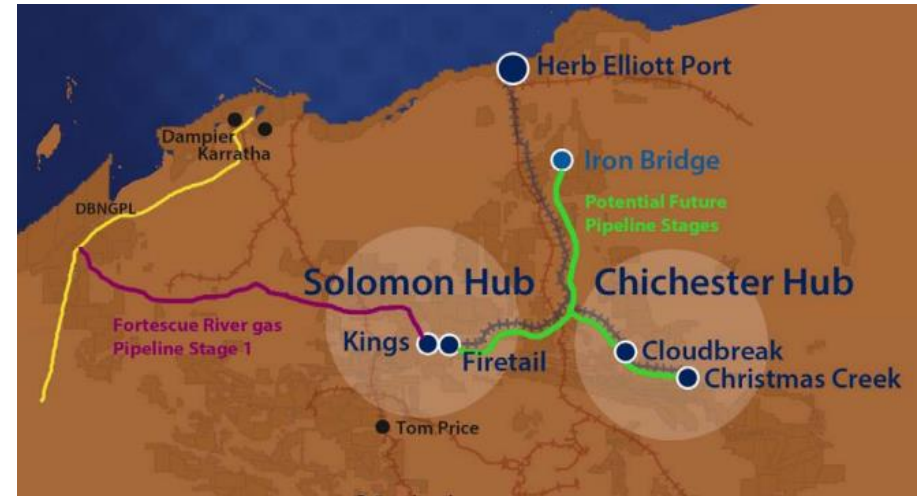 Herb Elliott Port
Dampier
Karratha
Iron Bridge
DBNGPL
Potential Future
Pipeline Stages
Solomon Hub
Chichester Hub
Fortescue River gas
Pipeline Stage 1
Kings
Firetail
Cloudbreak
Christmas Creek
Tom Price